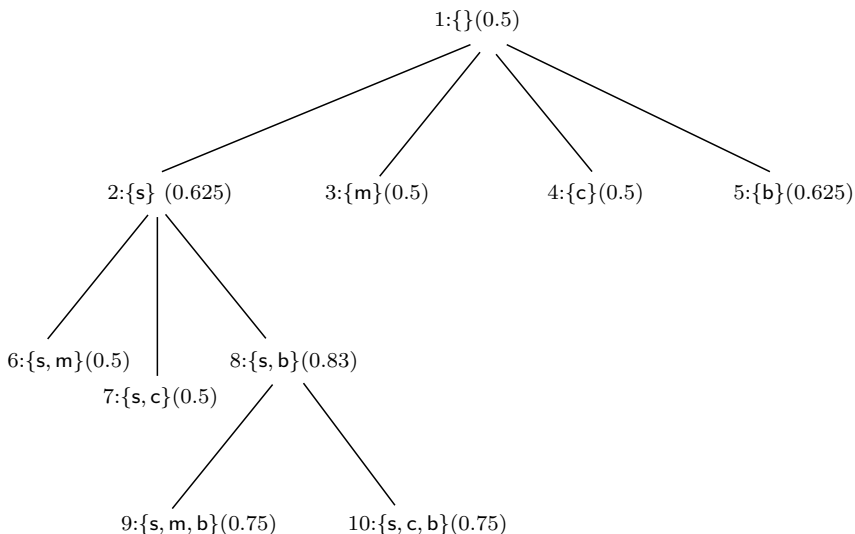 1:{}(0.5)
2:{s} (0.625)
3:{m}(0.5)
4:{c}(0.5)
5:{b}(0.625)
6:{s, m}(0.5)
8:{s, b}(0.83)
7:{s, c}(0.5)
9:{s, m, b}(0.75)
10:{s, c, b}(0.75)